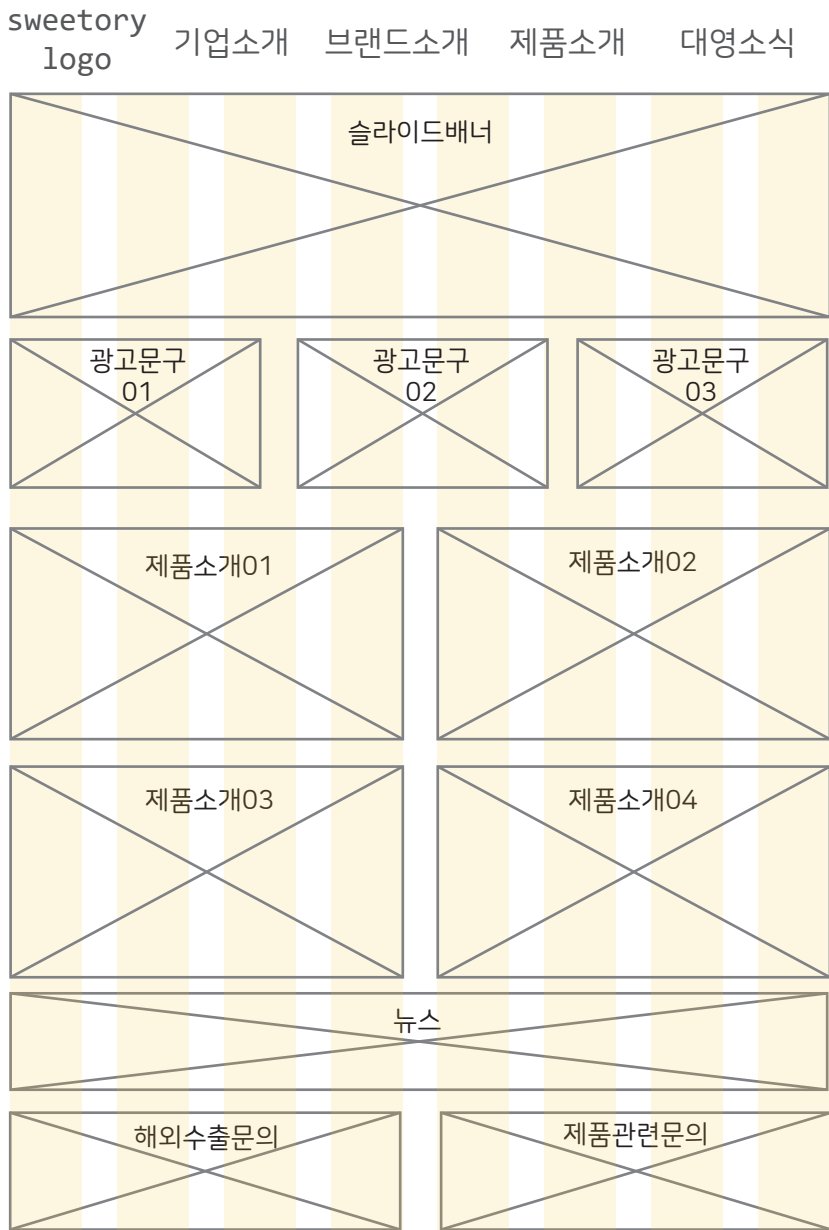 sweetory
logo
기업소개 브랜드소개 제품소개 대영소식
슬라이드배너
광고문구
01
광고문구
02
광고문구
03
제품소개01
제품소개02
제품소개03
제품소개04
뉴스
해외수출문의
제품관련문의